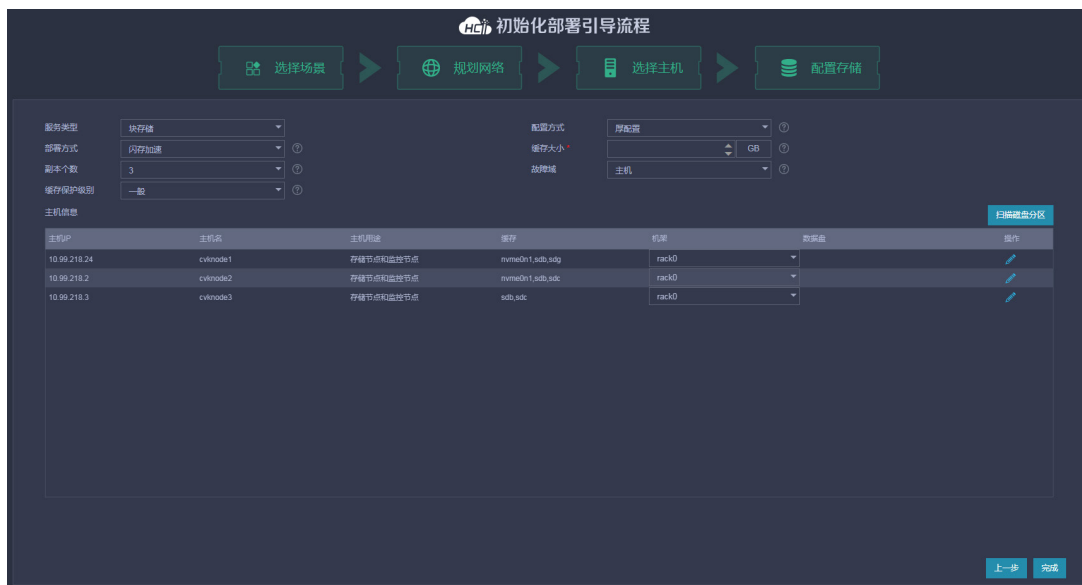 HCI 初始化部署引导流程
选择场景 规划网络 选择主机 配置存储
服务类型 块存储 配置方式 厚配置
部署方式 闪存加速 缓存大小 * GB
副本个数 3 故障域 主机
缓存保护级别 一般
主机信息 扫描磁盘分区
主机IP 主机名 主机用途 缓存 机架 数据盘 操作
10.99.218.24 cvknode1 存储节点和监控节点 nvme0n1,sdb,sdg rack0
10.99.218.2 cvknode2 存储节点和监控节点 nvme0n1,sdb,sdc rack0
10.99.218.3 cvknode3 存储节点和监控节点 sdb,sdc rack0
上一步 完成